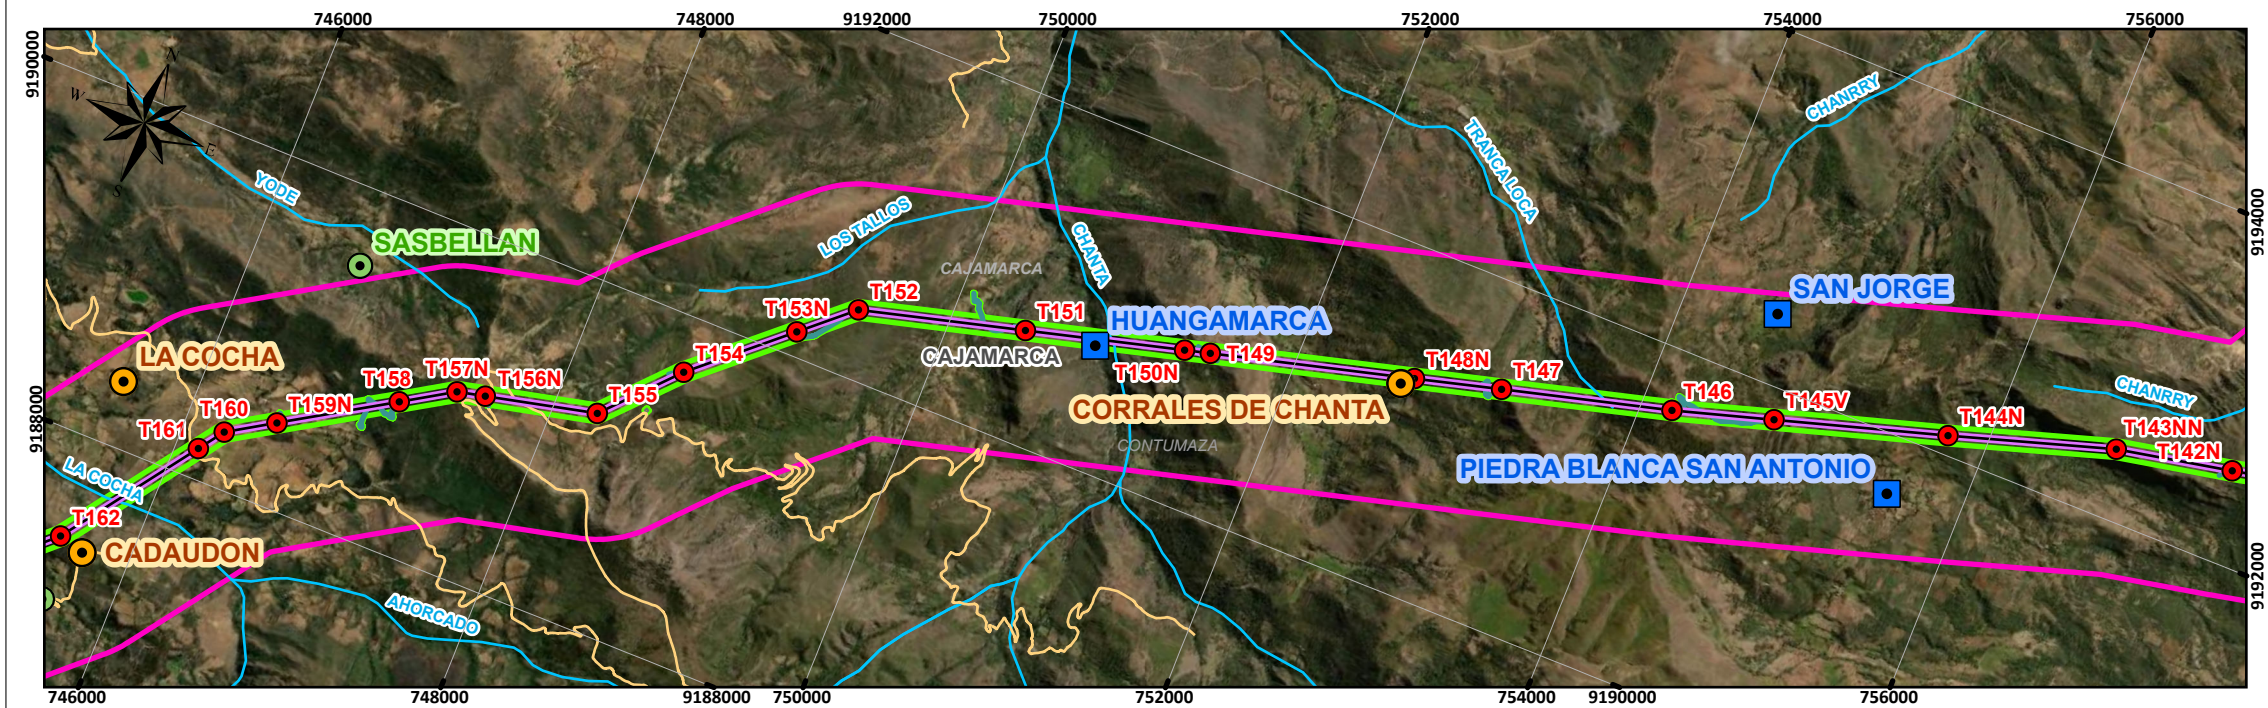 746000
748000
9192000
750000
752000
754000
756000
9190000
N
W
E
S
YODE
SASBELLAN
LOS TALLOS
CAJAMARCA
CHANTA
TRANCA LOCA
CHANRRY
9194000
SAN JORGE
T153N
T152
T151
HUANGAMARCA
LA COCHA
CAJAMARCA
T149
T150N
T154
T157N
T156N
T158
T155
T148N
T147
CORRALES DE CHANTA
T146
T145V
CHANRRY
9188000
T161
T160
T159N
CONTUMAZA
T144N
T143NN
T142N
PIEDRA BLANCA SAN ANTONIO
LA COCHA
T162
CADAUDON
AHORCADO
9192000
746000
748000
9188000
750000
752000
754000
9190000
756000